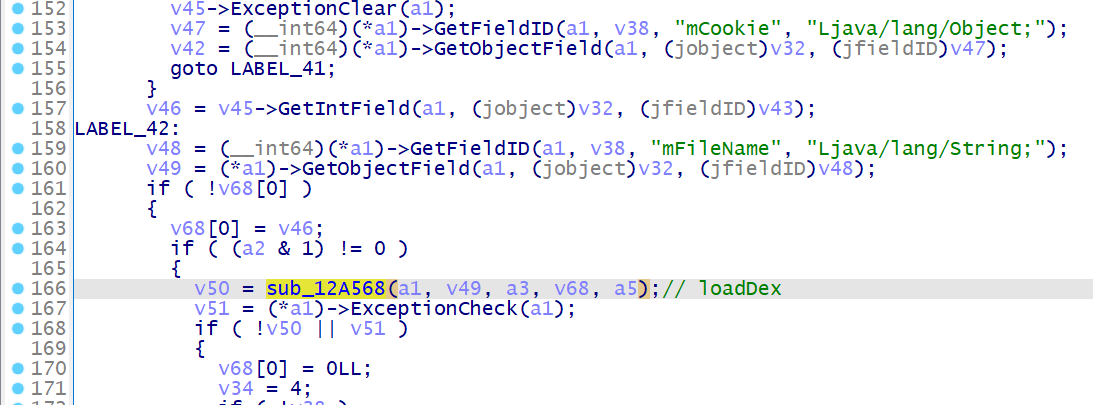 152 v45->ExceptionClear(a1);
153 v47 = (__int64)(*a1)->GetFieldID(a1, v38, "mCookie", "Ljava/lang/Object;");
154 v42 = (__int64)(*a1)->GetObjectField(a1, (jobject)v32, (jfieldID)v47);
155 goto LABEL_41;
156 }
157 v46 = v45->GetIntField(a1, (jobject)v32, (jfieldID)v43);
158 LABEL_42:
159 v48 = (__int64)(*a1)->GetFieldID(a1, v38, "mFileName", "Ljava/lang/String;");
160 v49 = (*a1)->GetObjectField(a1, (jobject)v32, (jfieldID)v48);
161 if ( !v68[0] )
162 {
163 v68[0] = v46;
164 if ( (a2 & 1) != 0 )
165 {
166 v50 = sub_12A568(a1, v49, a3, v68, a5);// loadDex
167 v51 = (*a1)->ExceptionCheck(a1);
168 if ( !v50 || v51 )
169 {
170 v68[0] = 0LL;
171 v34 = 4;